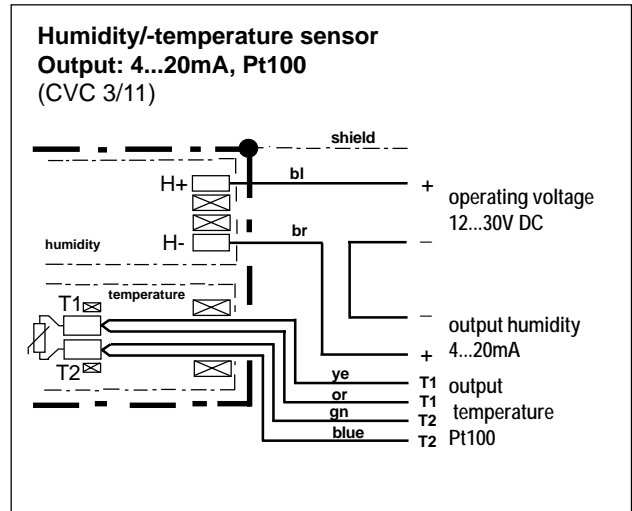 Humidity/-temperature sensor
Output: 4...20mA, Pt100
(CVC 3/11)
shield
H+
bl
+
operating voltage
12...30V DC
H-
br
–
humidity
temperature
T1
–
output humidity
4...20mA
+
T2
ye
T1
output
or
T1
temperature
gn
T2
Pt100
blue
T2